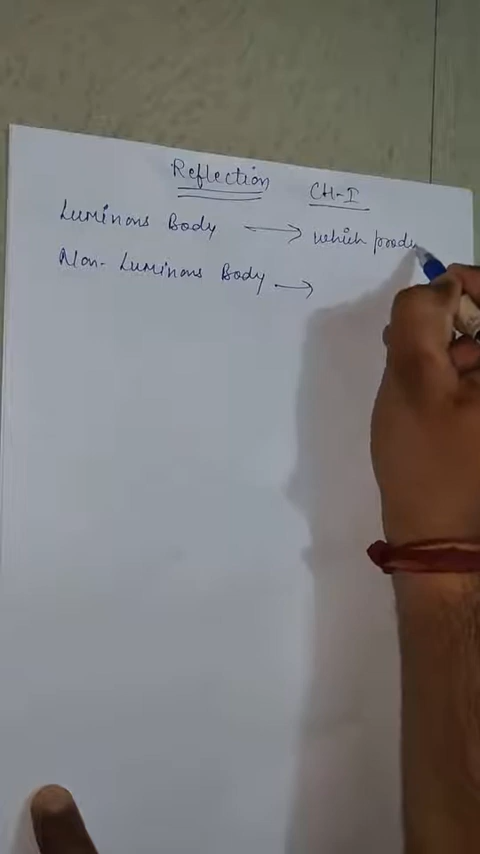 Reflection CH-I
Luminous Body → which produ
Non-Luminous Body →